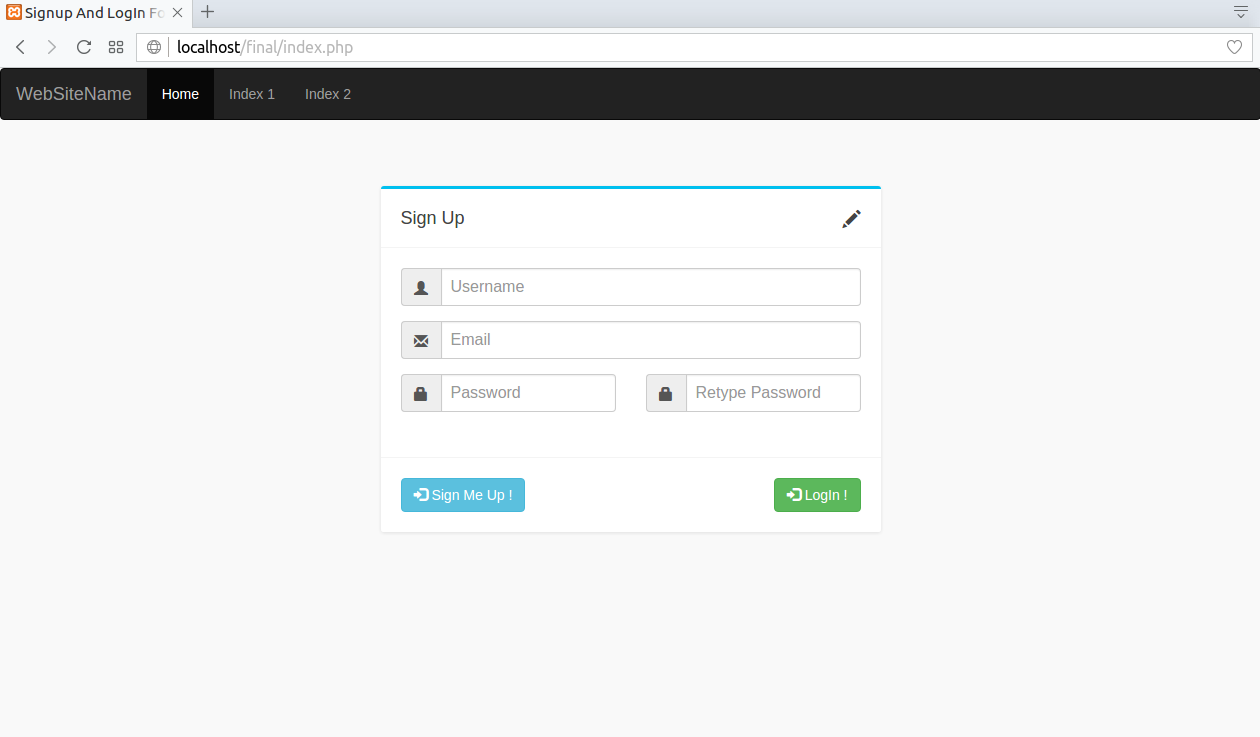 Signup And LogIn Fo
localhost/final/index.php
WebSiteName Home Index 1 Index 2
Sign Up
Username
Email
Password Retype Password
Sign Me Up ! LogIn !